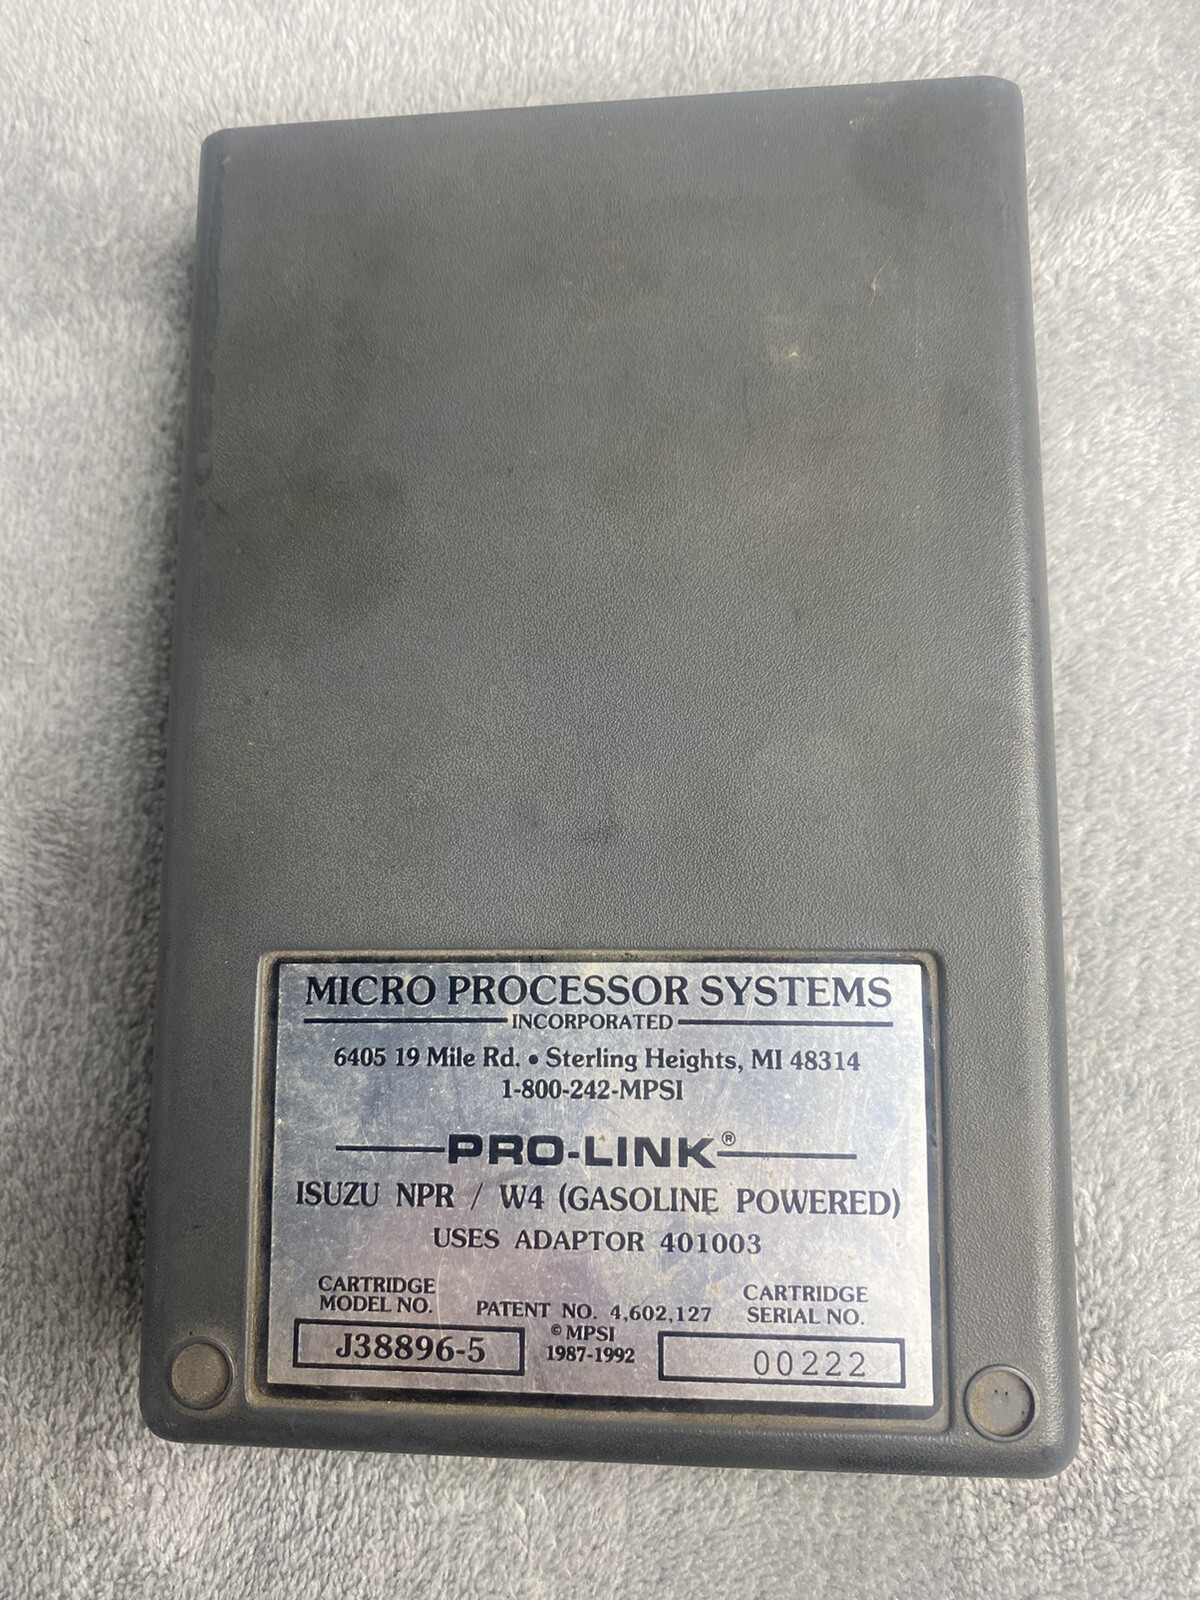 MICRO PROCESSOR SYSTEMS
INCORPORATED
6405 19 Mile Rd. • Sterling Heights, MI 48314
1-800-242-MPSI
PRO-LINK®
ISUZU NPR / W4 (GASOLINE POWERED)
USES ADAPTOR 401003
CARTRIDGE
MODEL NO.
J38896-5
PATENT NO. 4,602,127
© MPSI
1987-1992
CARTRIDGE
SERIAL NO.
00222